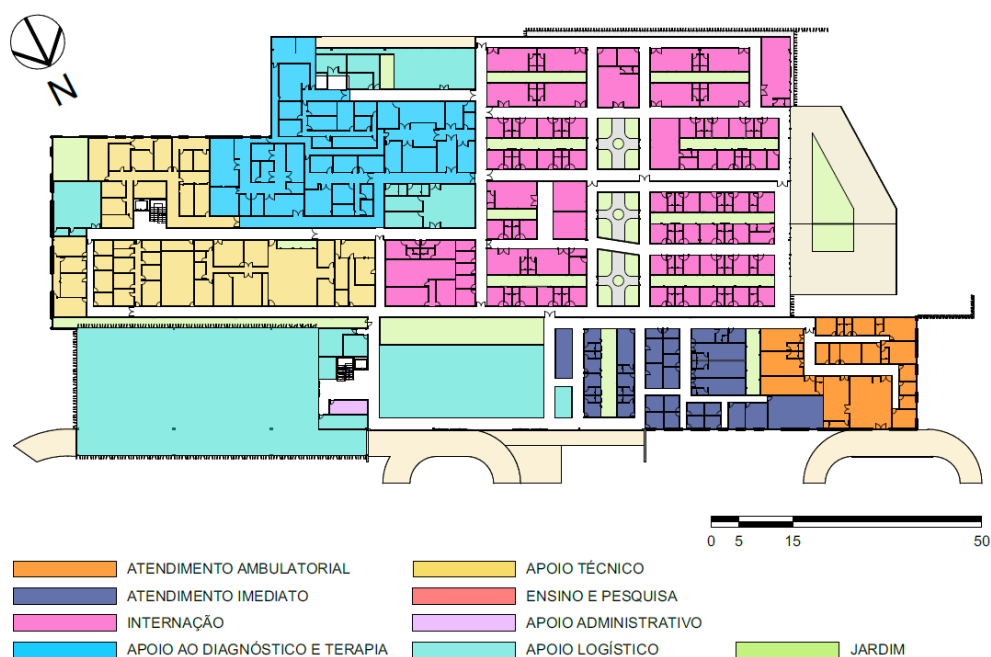 N
0 5 15 50
ATENDIMENTO AMBULATORIAL
ATENDIMENTO IMEDIATO
INTERNAÇÃO
APOIO AO DIAGNÓSTICO E TERAPIA
APOIO TÉCNICO
ENSINO E PESQUISA
APOIO ADMINISTRATIVO
APOIO LOGÍSTICO
JARDIM